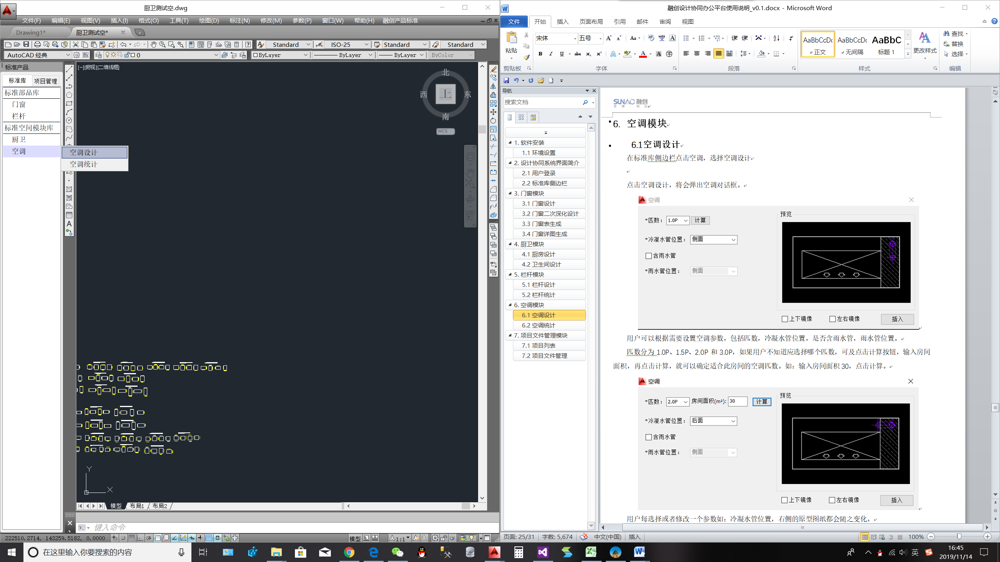 厨卫测试空.dwg
文件(F) 编辑(E) 视图(V) 插入(I) 格式(O) 工具(T) 绘图(D) 标注(N) 修改(M) 参数(P) 窗口(W) 帮助(H) 融创产品标准
Drawing1* 厨卫测试空*
Standard ISO-25 Standard Standard
AutoCAD 经典 0 ByLayer ByLayer ByLayer ByColor
标准产品
标准库 项目管理
标准部品库
门窗
栏杆
标准空间模块库
厨卫
空调
空调设计
空调统计
[−][俯视][二维线框]
北
西 上 东
南
WCS
A
Y
X
模型 布局1 布局2
键入命令
222510.2714, 143259.5182, 0.0000 模型 1:1
融创设计协同办公平台使用说明_v0.1.docx - Microsoft Word
文件 开始 插入 页面布局 引用 邮件 审阅 视图
粘贴 宋体 五号
AaBbCcDc AaBbCcDc AaBbC
正文 无间隔 标题 1 更改样式
查找
替换
选择
剪贴板 字体 段落 样式 编辑
导航
搜索文档
1. 软件安装
1.1 环境设置
2. 设计协同系统界面简介
2.1 用户登录
2.2 标准库侧边栏
3. 门窗模块
3.1 门窗设计
3.2 门窗二次深化设计
3.3 门窗表生成
3.4 门窗详图生成
4. 厨卫模块
4.1 厨房设计
4.2 卫生间设计
5. 栏杆模块
5.1 栏杆设计
5.2 栏杆统计
6. 空调模块
6.1 空调设计
6.2 空调统计
7. 项目文件管理模块
7.1 项目列表
7.2 项目文件管理
SUNAC 融创
6. 空调模块
6.1空调设计
在标准库侧边栏点击空调，选择空调设计
点击空调设计，将会弹出空调对话框。
空调
*匹数： 1.0P 计算
预览
*冷凝水管位置： 侧面
含雨水管
*雨水管位置： 侧面
上下镜像 左右镜像 插入
用户可以根据需要设置空调参数，包括匹数，冷凝水管位置，是否含雨水管，雨水管位置。
匹数分为 1.0P、1.5P、2.0P 和 3.0P，如果用户不知道应选择哪个匹数，可及点击计算按钮，输入房间
面积，再点击计算，就可以确定适合此房间的空调匹数。如：输入房间面积 30，点击计算。
空调
*匹数： 2.0P 房间面积(m²): 30 计算
预览
*冷凝水管位置： 后面
含雨水管
*雨水管位置： 侧面
上下镜像 左右镜像 插入
用户每选择或者修改一个参数如：冷凝水管位置，右侧的原型图纸都会随之变化。
页面: 25/31 字数: 5,674 中文(中国) 插入 100%
在这里输入你要搜索的内容
英
16:45
2019/11/14